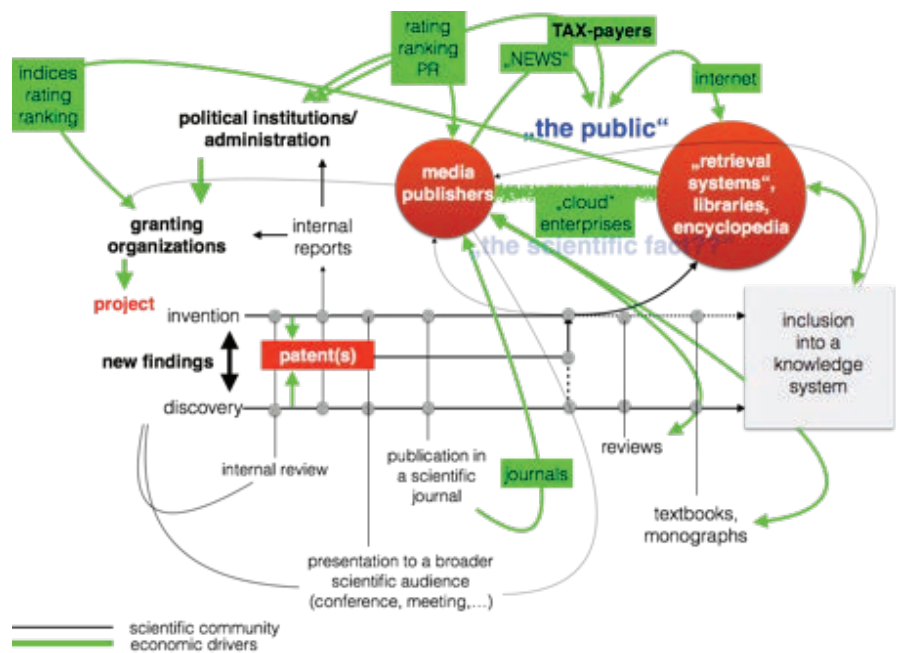 rating
ranking
PR
TAX-payers
„NEWS“
indices
rating
ranking
internet
political institutions/
administration
„the public“
media
publishers
„retrieval
systems“,
libraries,
encyclopedia
„cloud“
enterprises
granting
organizations
internal
reports
„the scientific fact??“
project
invention
new findings
patent(s)
discovery
inclusion
into a
knowledge
system
internal review
publication in
a scientific
journal
journals
reviews
textbooks,
monographs
presentation to a broader
scientific audience
(conference, meeting,...)
scientific community
economic drivers